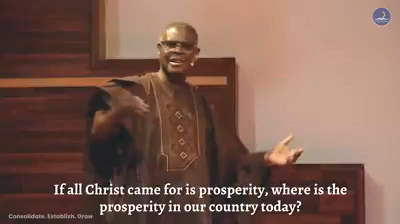 If all Christ came for is prosperity, where is the
prosperity in our country today?
Consolidate. Establish. Grow